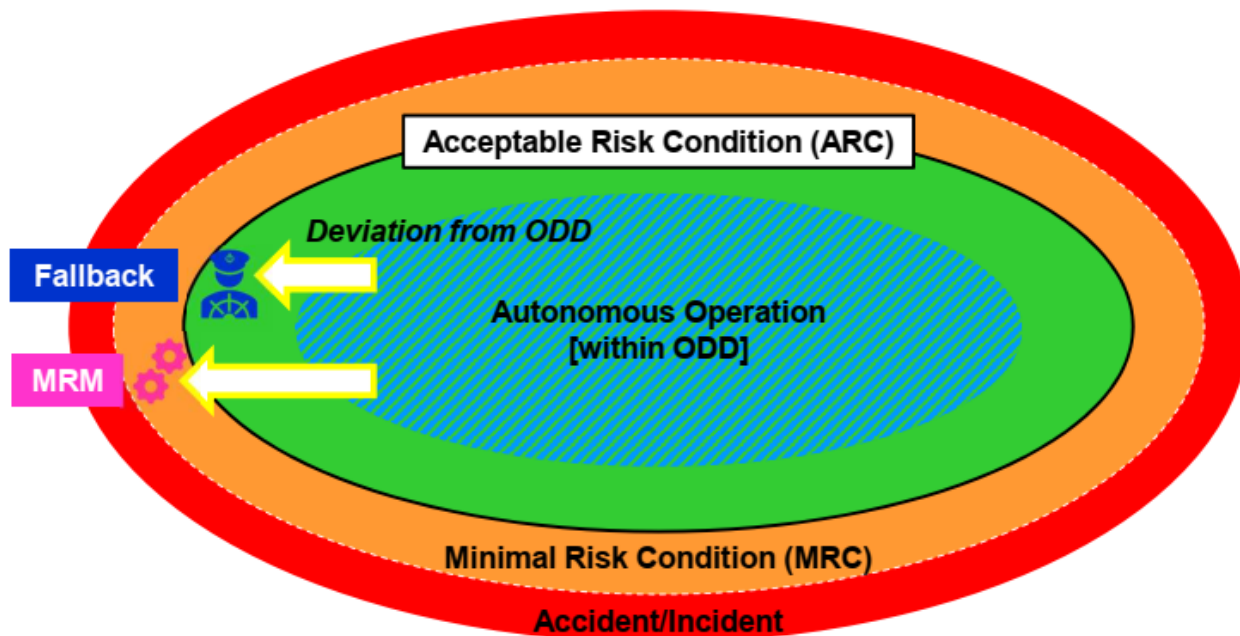 Acceptable Risk Condition (ARC)
Deviation from ODD
Fallback
Autonomous Operation
[within ODD]
MRM
Minimal Risk Condition (MRC)
Accident/Incident